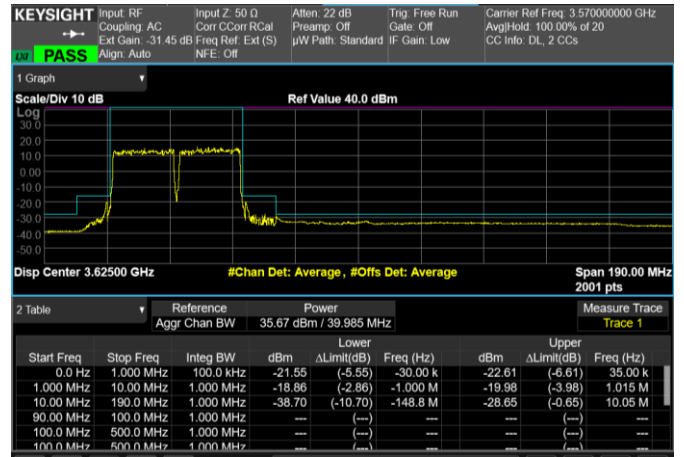 KEYSIGHT Input: RF Input Z: 50 Ω Atten: 22 dB Trig: Free Run Carrier Ref Freq: 3.570000000 GHz
Coupling: AC Corr CCorr RCal Preamp: Off Gate: Off Avg|Hold: 100.00% of 20
Ext Gain: -31.45 dB Freq Ref: Ext (S) µW Path: Standard IF Gain: Low CC Info: DL, 2 CCs
LXI PASS Align: Auto NFE: Off
1 Graph
Scale/Div 10 dB Ref Value 40.0 dBm
Log
30.0
20.0
10.0
0.00
-10.0
-20.0
-30.0
-40.0
-50.0
Disp Center 3.62500 GHz #Chan Det: Average, #Offs Det: Average Span 190.00 MHz
2001 pts
2 Table Reference Power Measure Trace
Aggr Chan BW 35.67 dBm / 39.985 MHz Trace 1
Lower Upper
Start Freq Stop Freq Integ BW dBm ΔLimit(dB) Freq (Hz) dBm ΔLimit(dB) Freq (Hz)
0.0 Hz 1.000 MHz 100.0 kHz -21.55 (-5.55) -30.00 k -22.61 (-6.61) 35.00 k
1.000 MHz 10.00 MHz 1.000 MHz -18.86 (-2.86) -1.000 M -19.98 (-3.98) 1.015 M
10.00 MHz 190.0 MHz 1.000 MHz -38.70 (-10.70) -148.8 M -28.65 (-0.65) 10.05 M
90.00 MHz 100.0 MHz 1.000 MHz --- (---) --- --- (---) ---
100.0 MHz 500.0 MHz 1.000 MHz --- (---) --- --- (---) ---
100.0 MHz 500.0 MHz 1.000 MHz --- (---) --- --- (---) ---